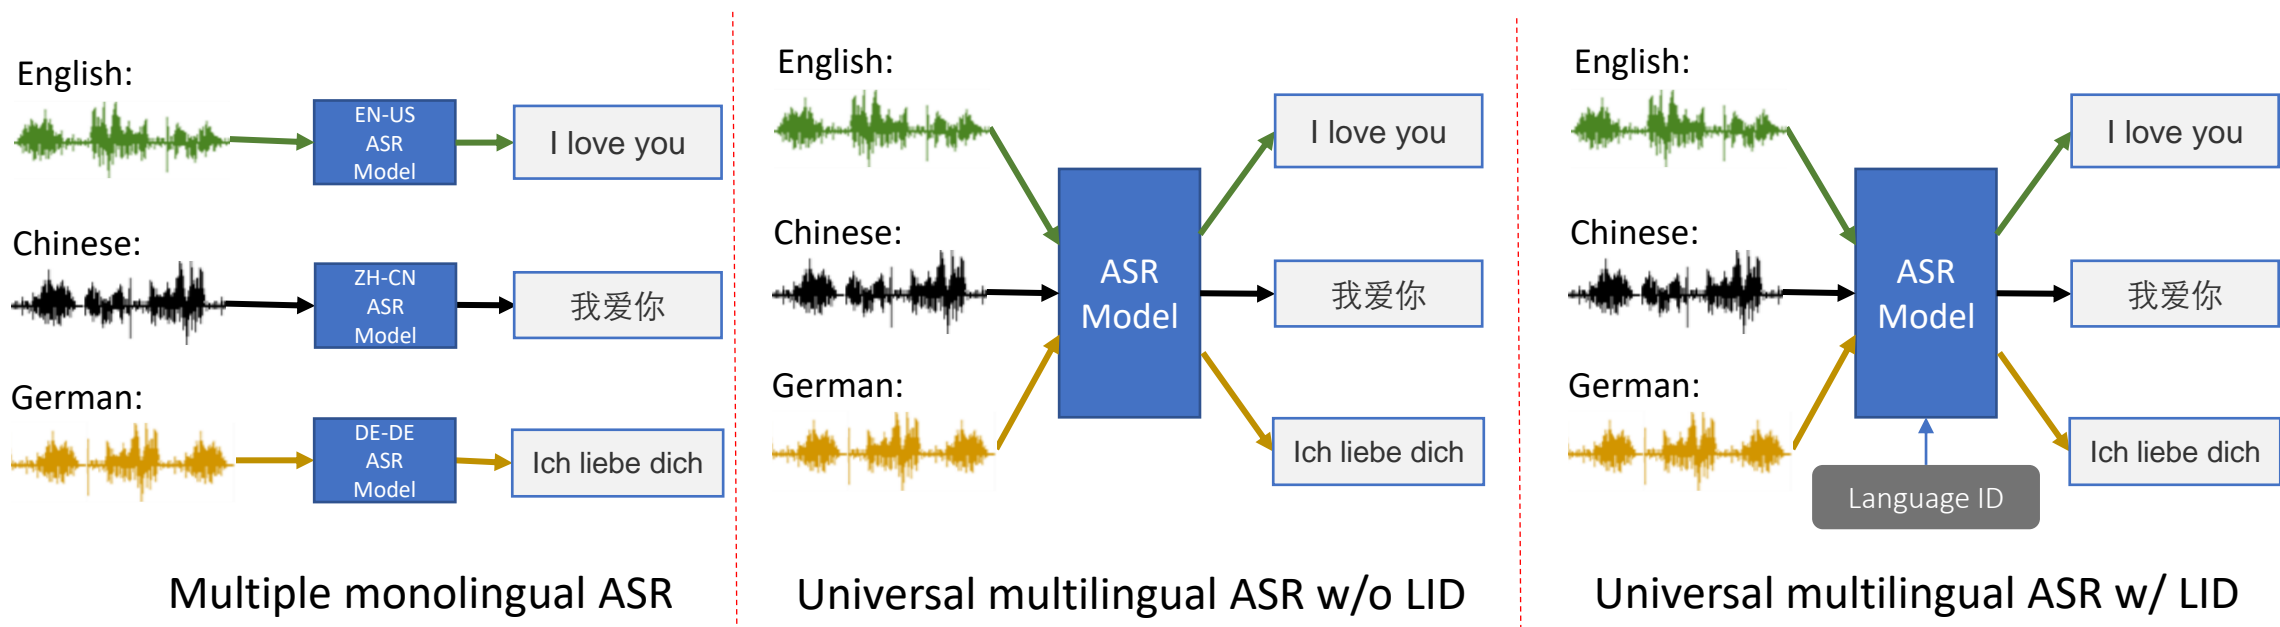 English:
EN-US
ASR
Model
I love you
Chinese:
ZH-CN
ASR
Model
我爱你
German:
DE-DE
ASR
Model
Ich liebe dich
Multiple monolingual ASR
English:
I love you
Chinese:
ASR
Model
我爱你
German:
Ich liebe dich
Universal multilingual ASR w/o LID
English:
I love you
Chinese:
ASR
Model
我爱你
German:
Ich liebe dich
Language ID
Universal multilingual ASR w/ LID